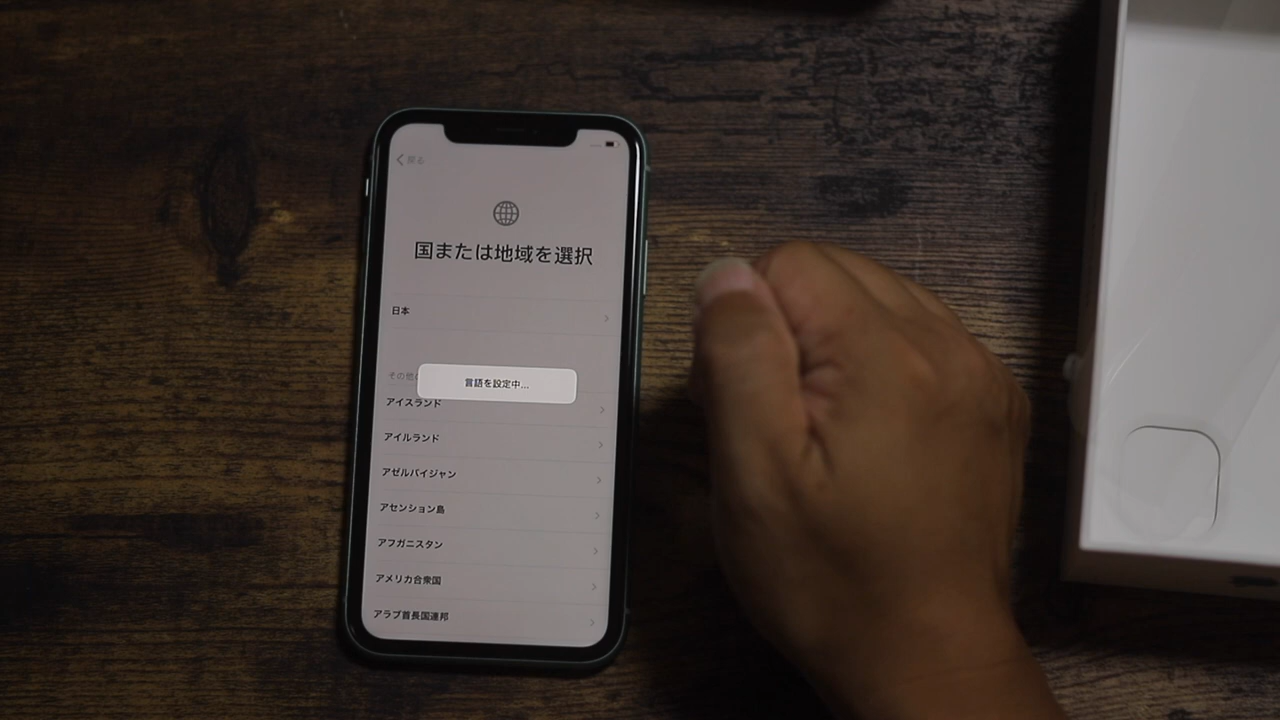 戻る
国または地域を選択
日本
その他の
言語を設定中...
アイスランド
アイルランド
アゼルバイジャン
アセンション島
アフガニスタン
アメリカ合衆国
アラブ首長国連邦